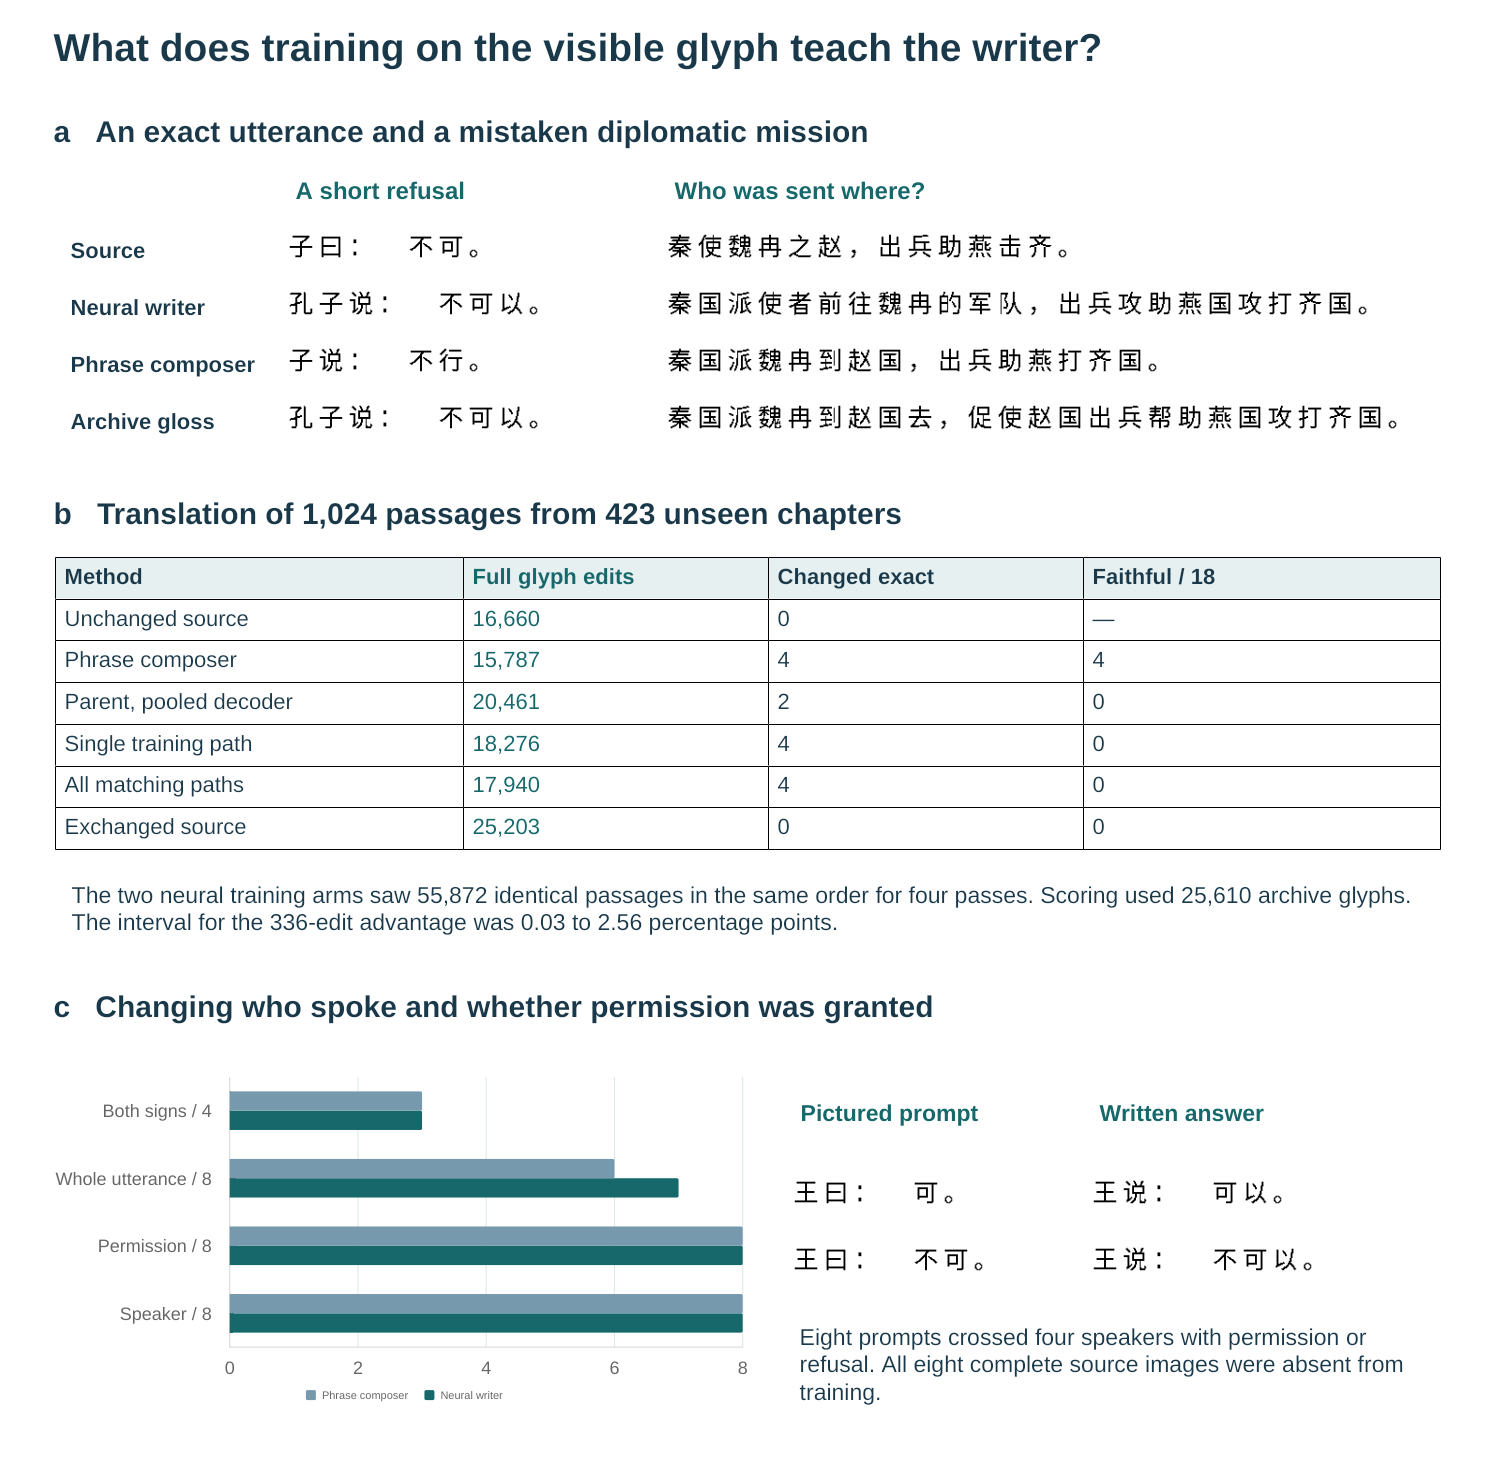 What does training on the visible glyph teach the writer?
a An exact utterance and a mistaken diplomatic mission
A short refusal Who was sent where?
Source 子曰： 不可。 秦使魏冉之赵，出兵助燕击齐。
Neural writer 孔子说： 不可以。 秦国派使者前往魏冉的军队，出兵攻助燕国攻打齐国。
Phrase composer 子说： 不行。 秦国派魏冉到赵国，出兵助燕打齐国。
Archive gloss 孔子说： 不可以。 秦国派魏冉到赵国去，促使赵国出兵帮助燕国攻打齐国。
b Translation of 1,024 passages from 423 unseen chapters
Method Full glyph edits Changed exact Faithful / 18
Unchanged source 16,660 0 —
Phrase composer 15,787 4 4
Parent, pooled decoder 20,461 2 0
Single training path 18,276 4 0
All matching paths 17,940 4 0
Exchanged source 25,203 0 0
The two neural training arms saw 55,872 identical passages in the same order for four passes. Scoring used 25,610 archive glyphs.
The interval for the 336-edit advantage was 0.03 to 2.56 percentage points.
c Changing who spoke and whether permission was granted
Both signs / 4
Whole utterance / 8
Permission / 8
Speaker / 8
0 2 4 6 8
Phrase composer Neural writer
Pictured prompt Written answer
王曰： 可。 王说： 可以。
王曰： 不可。 王说： 不可以。
Eight prompts crossed four speakers with permission or
refusal. All eight complete source images were absent from
training.